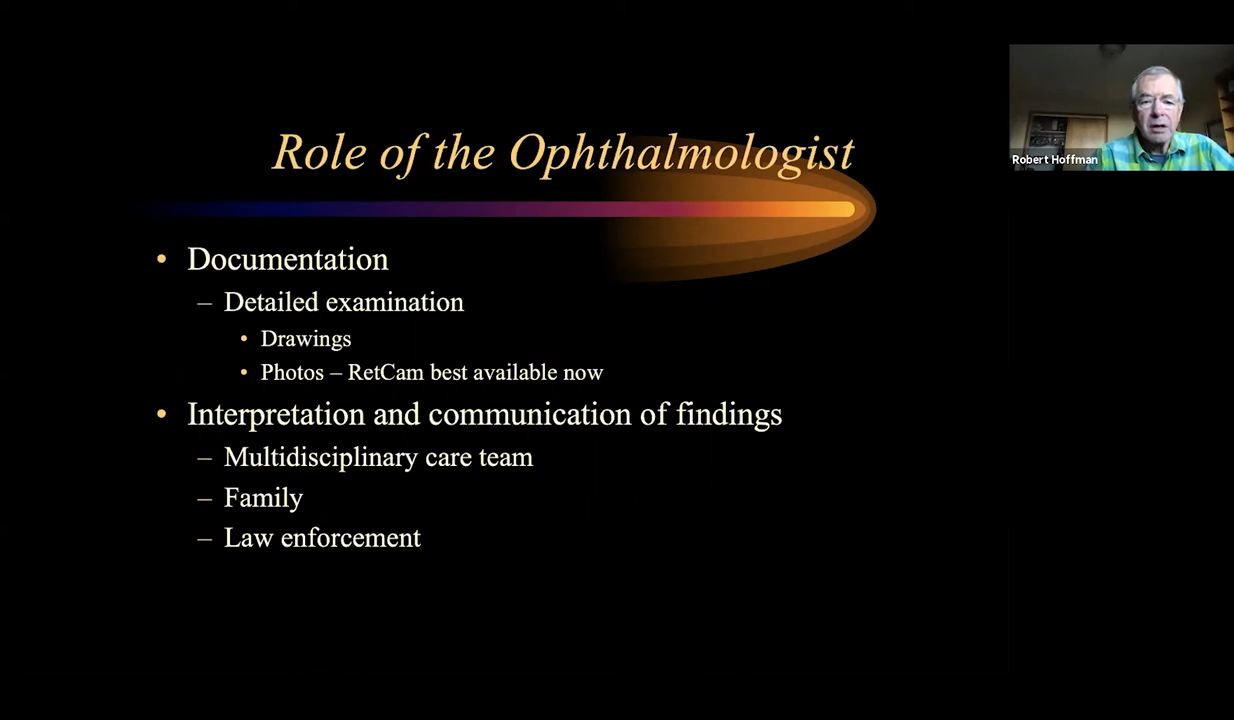 Role of the Ophthalmologist
Robert Hoffman
• Documentation
– Detailed examination
• Drawings
• Photos – RetCam best available now
• Interpretation and communication of findings
– Multidisciplinary care team
– Family
– Law enforcement